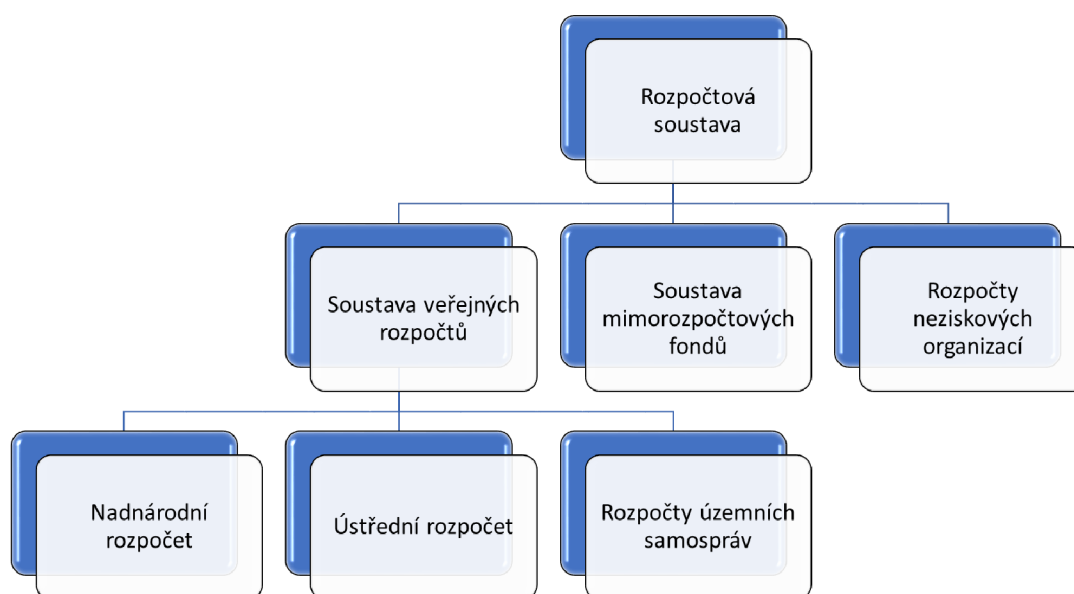 Rozpočtová
soustava
Soustava veřejných
rozpočtů
Soustava
mimorozpočtových
fondů
Rozpočty
neziskových
organizací
Nadnárodní
rozpočet
Ústřední rozpočet
Rozpočty územních
samospráv